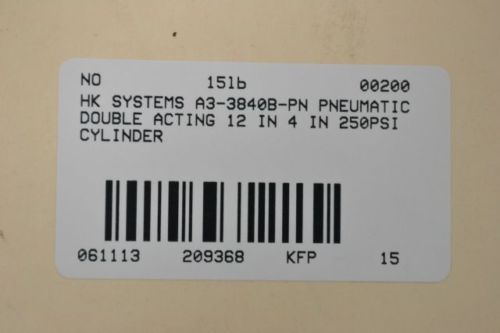 NO 15lb 00200
HK SYSTEMS A3-3840B-PN PNEUMATIC
DOUBLE ACTING 12 IN 4 IN 250PSI
CYLINDER
061113 209368 KFP 15